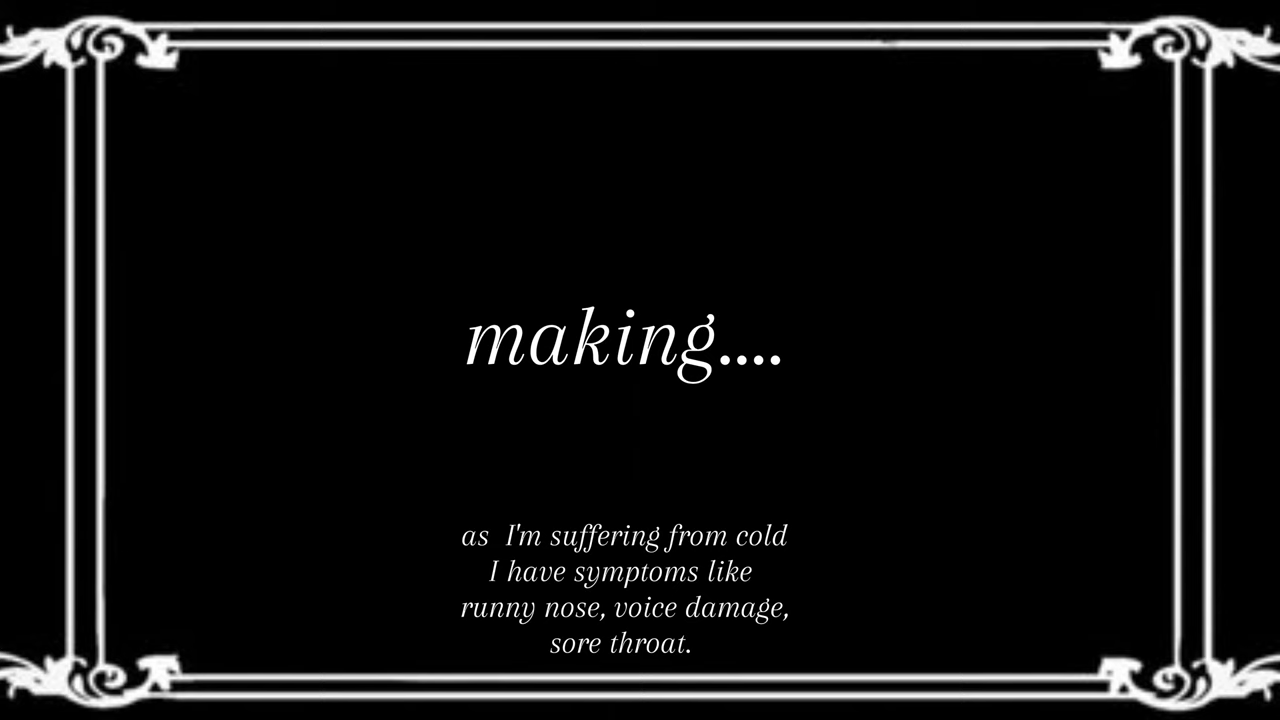 making....
as I'm suffering from cold
I have symptoms like
runny nose, voice damage,
sore throat.